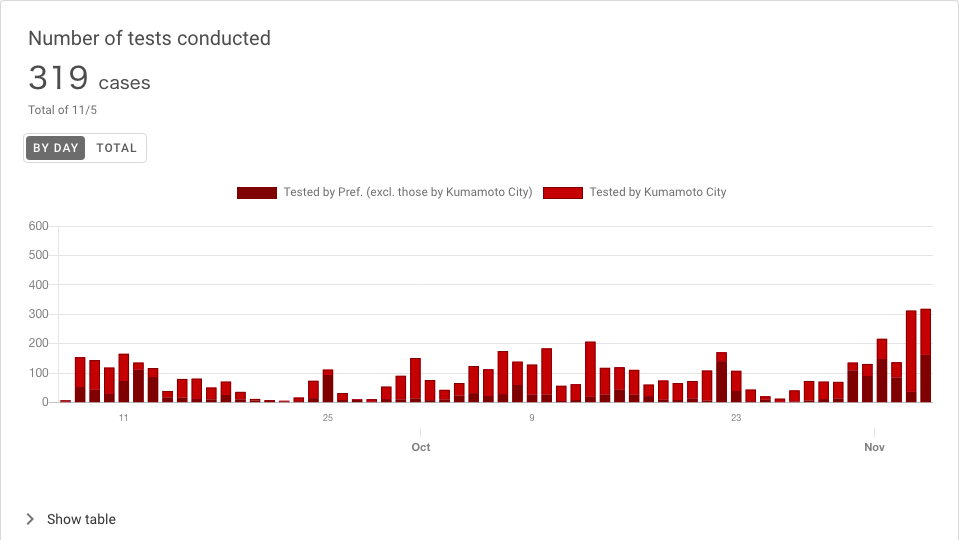 Number of tests conducted
319 cases
Total of 11/5
BY DAY TOTAL
Tested by Pref. (excl. those by Kumamoto City) Tested by Kumamoto City
600
500
400
300
200
100
0
11 25 9 23
Oct Nov
Show table